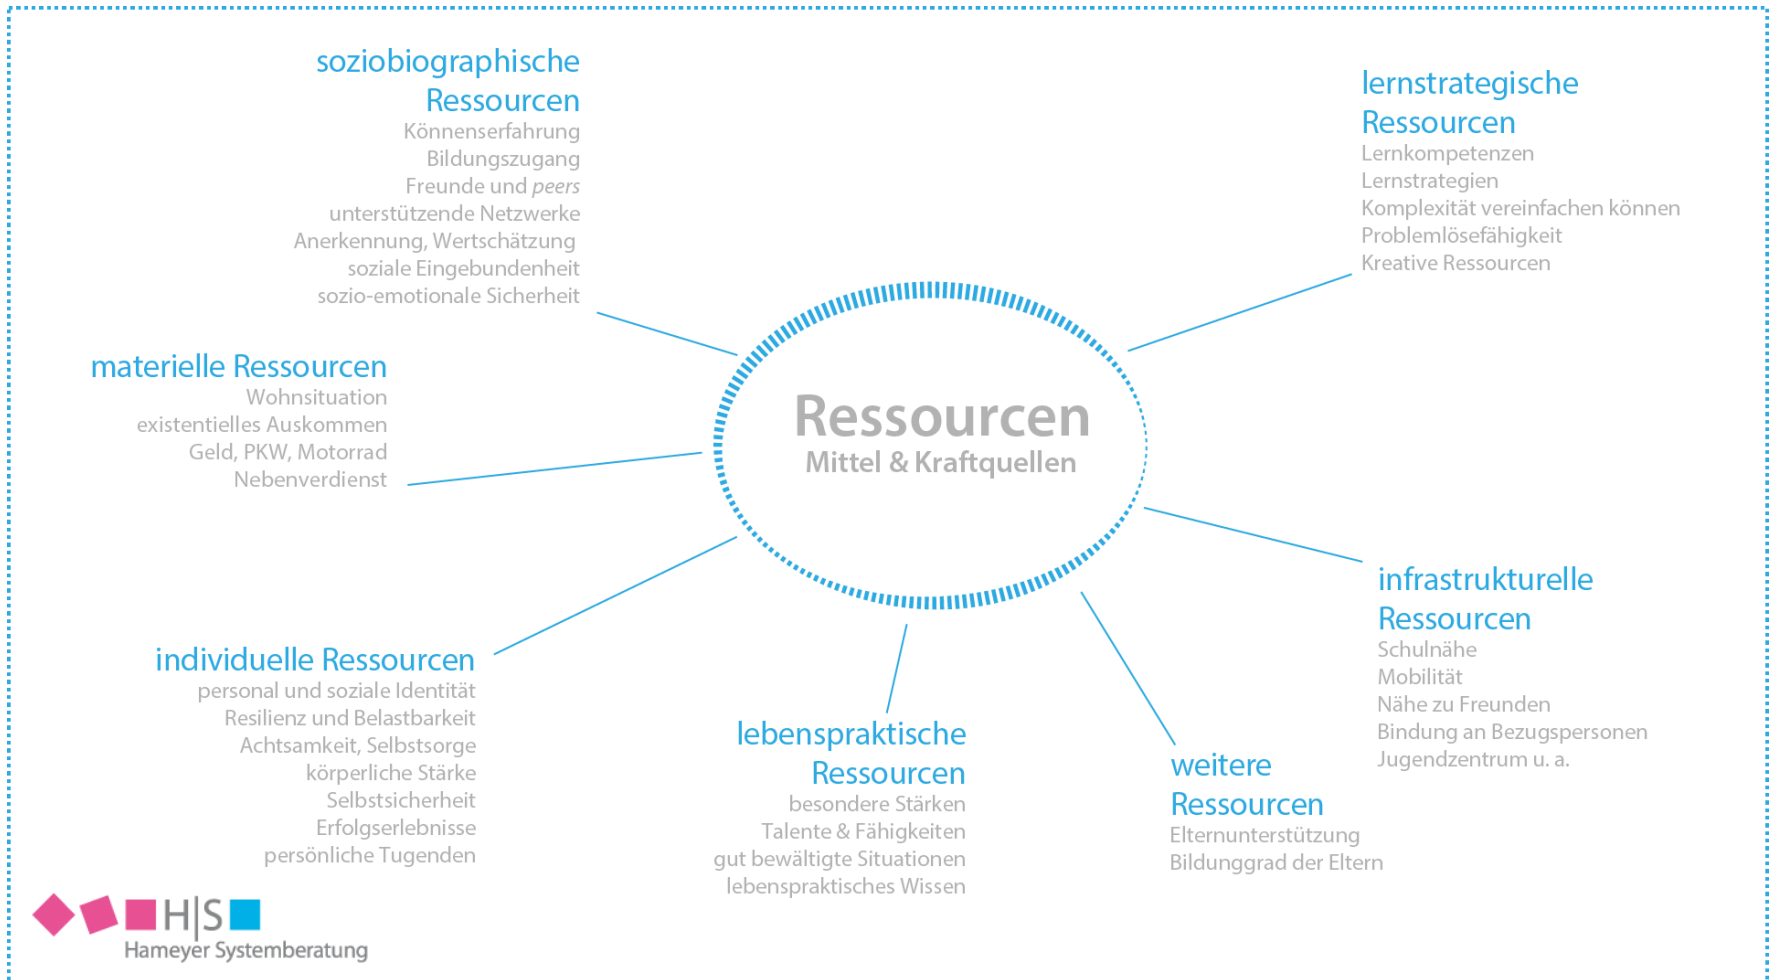 soziobiographische
Ressourcen
Könnenserfahrung
Bildungszugang
Freunde und peers
unterstützende Netzwerke
Anerkennung, Wertschätzung
soziale Eingebundenheit
sozio-emotionale Sicherheit
lernstrategische
Ressourcen
Lernkompetenzen
Lernstrategien
Komplexität vereinfachen können
Problemlösefähigkeit
Kreative Ressourcen
materielle Ressourcen
Wohnsituation
existentielles Auskommen
Geld, PKW, Motorrad
Nebenverdienst
Ressourcen
Mittel & Kraftquellen
individuelle Ressourcen
personal und soziale Identität
Resilienz und Belastbarkeit
Achtsamkeit, Selbstsorge
körperliche Stärke
Selbstsicherheit
Erfolgserlebnisse
persönliche Tugenden
lebenspraktische
Ressourcen
besondere Stärken
Talente & Fähigkeiten
gut bewältigte Situationen
lebenspraktisches Wissen
weitere
Ressourcen
Elternunterstützung
Bildunggrad der Eltern
infrastrukturelle
Ressourcen
Schulnähe
Mobilität
Nähe zu Freunden
Bindung an Bezugspersonen
Jugendzentrum u. a.
H|S
Hameyer Systemberatung